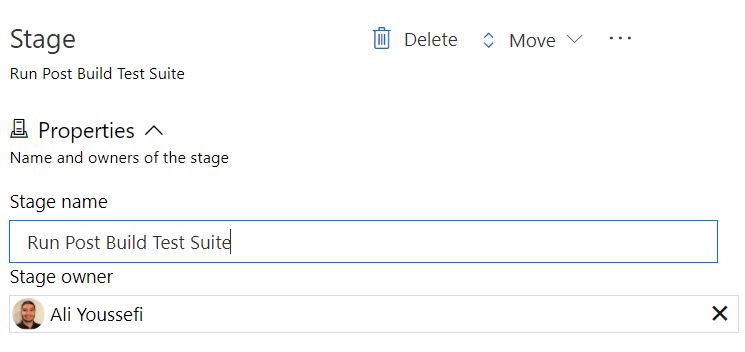 Stage
Delete
Move
Run Post Build Test Suite
Properties
Name and owners of the stage
Stage name
Run Post Build Test Suite
Stage owner
Ali Youssefi